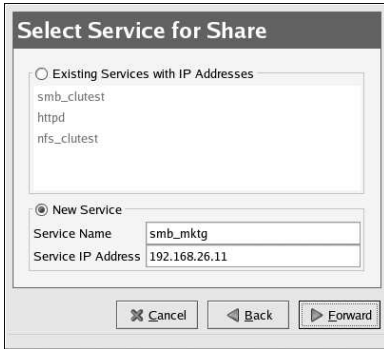 Select Service for Share
Existing Services with IP Addresses
smb_clutest
httpd
nfs_clutest
New Service
Service Name smb_mktg
Service IP Address 192.168.26.11
Cancel Back Forward